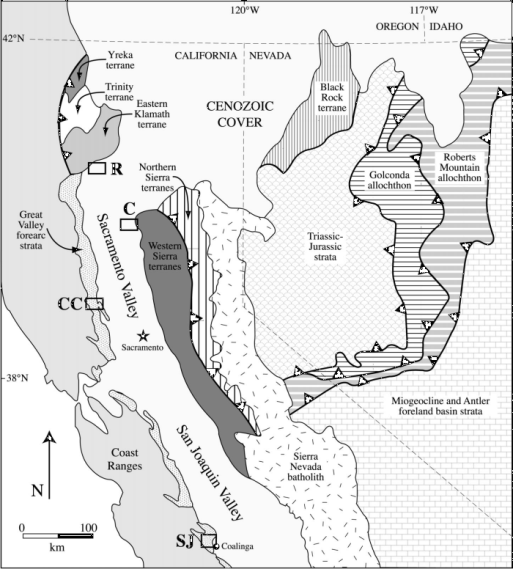 120°W
117°W
42°N
OREGON
IDAHO
CALIFORNIA
NEVADA
Yreka
terrane
Trinity
terrane
Eastern
Klamath
terrane
CENOZOIC
COVER
Black
Rock
terrane
R
Northern
Sierra
terranes
Golconda
allochthon
Roberts
Mountain
allochthon
C
Great
Valley
forearc
strata
Sacramento Valley
Western
Sierra
terranes
Triassic-
Jurassic
strata
CC
Sacramento
38°N
Miogeocline and Antler
foreland basin strata
Coast
Ranges
San Joaquin Valley
Sierra
Nevada
batholith
N
0 100
km
SJ
Coalinga